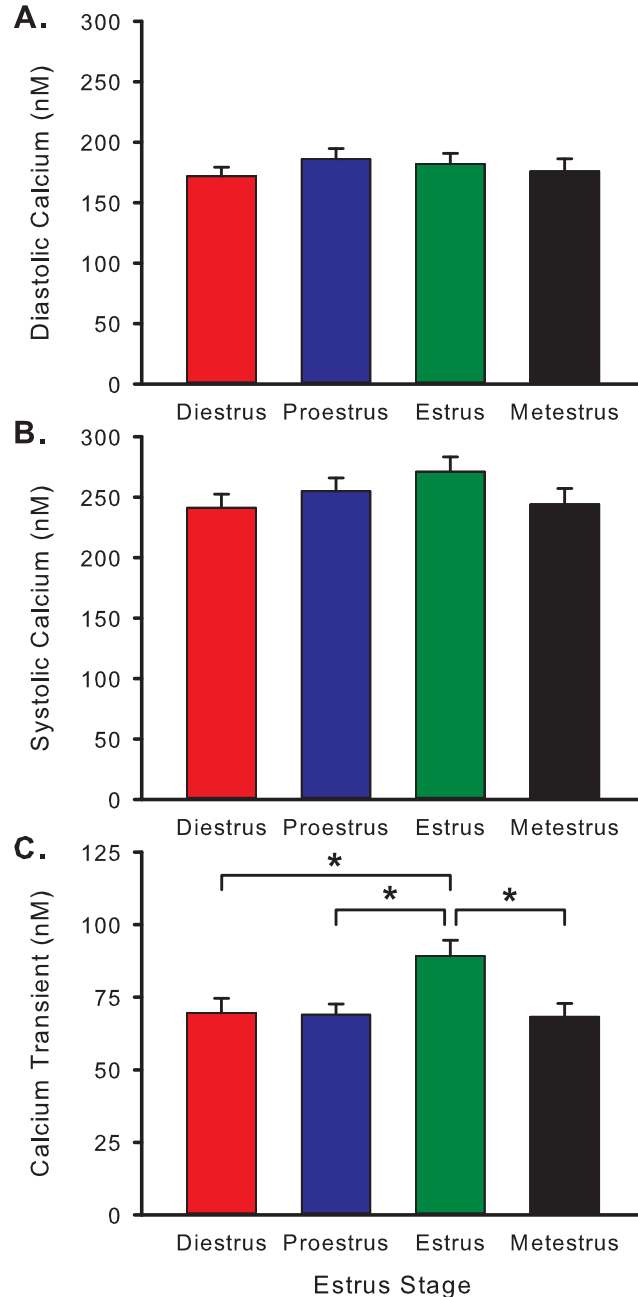 A.
Diastolic Calcium (nM)
300
250
200
150
100
50
0
Diestrus Proestrus Estrus Metestrus
B.
Systolic Calcium (nM)
300
250
200
150
100
50
0
Diestrus Proestrus Estrus Metestrus
C.
Calcium Transient (nM)
125
100
75
50
25
0
*
* *
Diestrus Proestrus Estrus Metestrus
Estrus Stage